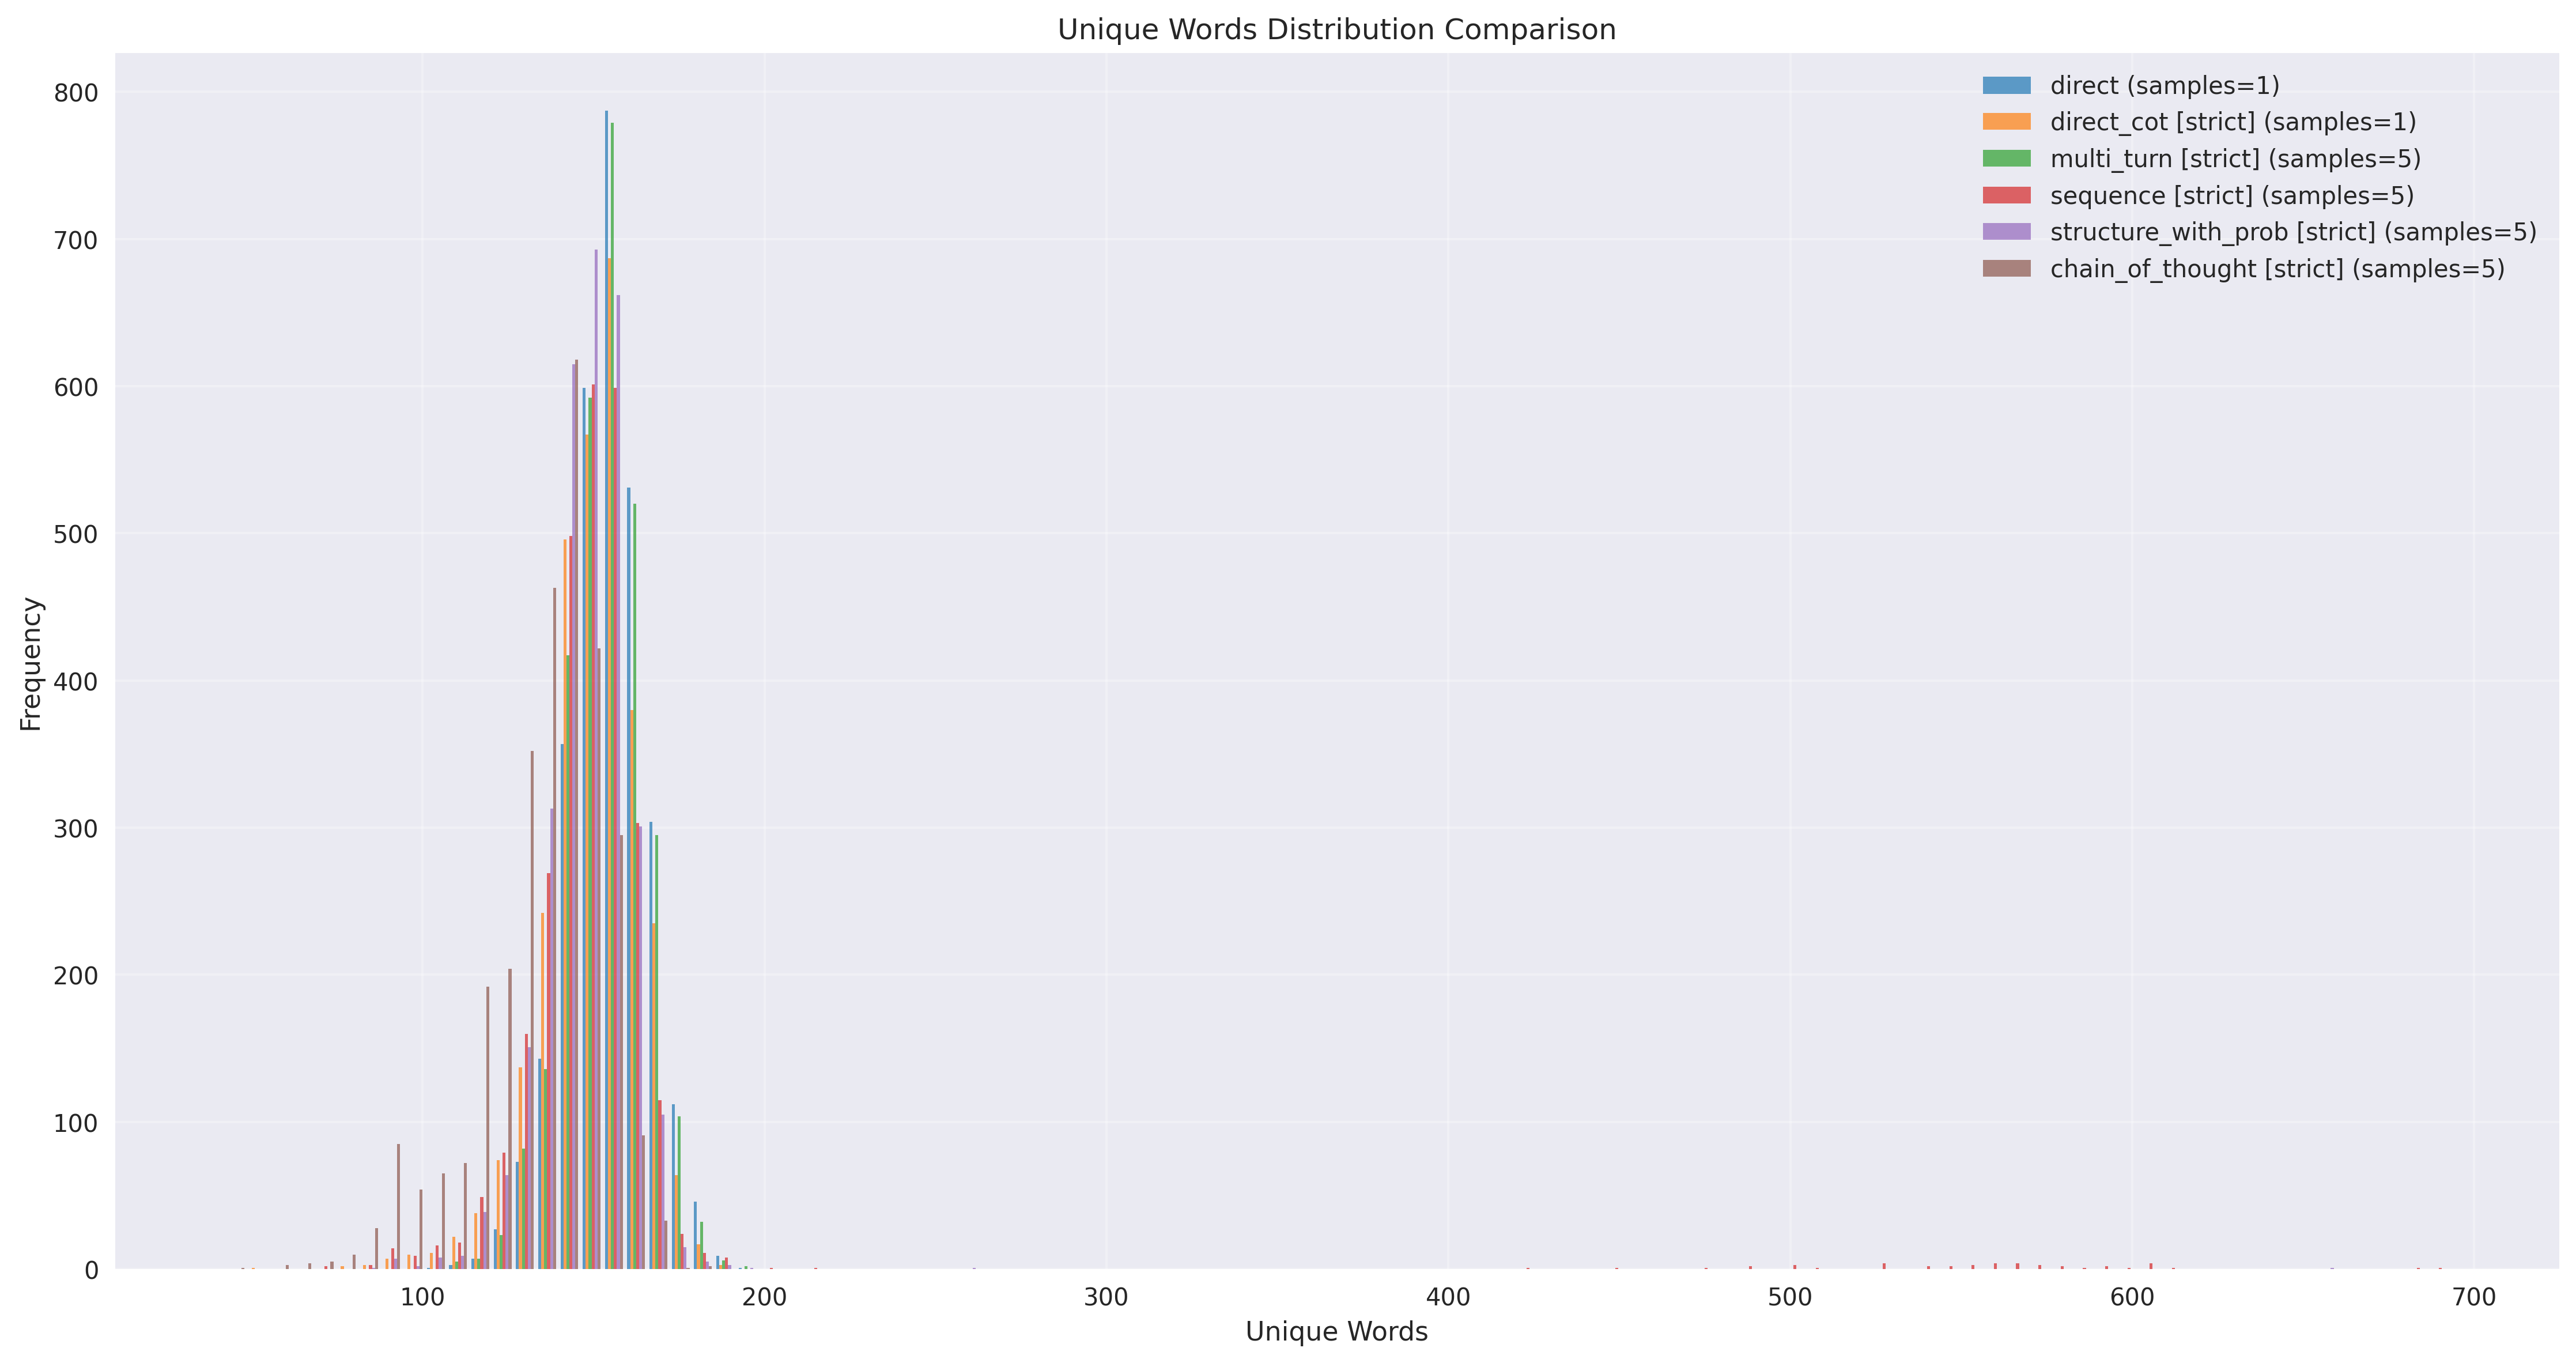 Unique Words Distribution Comparison
direct (samples=1)
direct_cot [strict] (samples=1)
multi_turn [strict] (samples=5)
sequence [strict] (samples=5)
structure_with_prob [strict] (samples=5)
chain_of_thought [strict] (samples=5)
Frequency
800
700
600
500
400
300
200
100
0
100 200 300 400 500 600 700
Unique Words